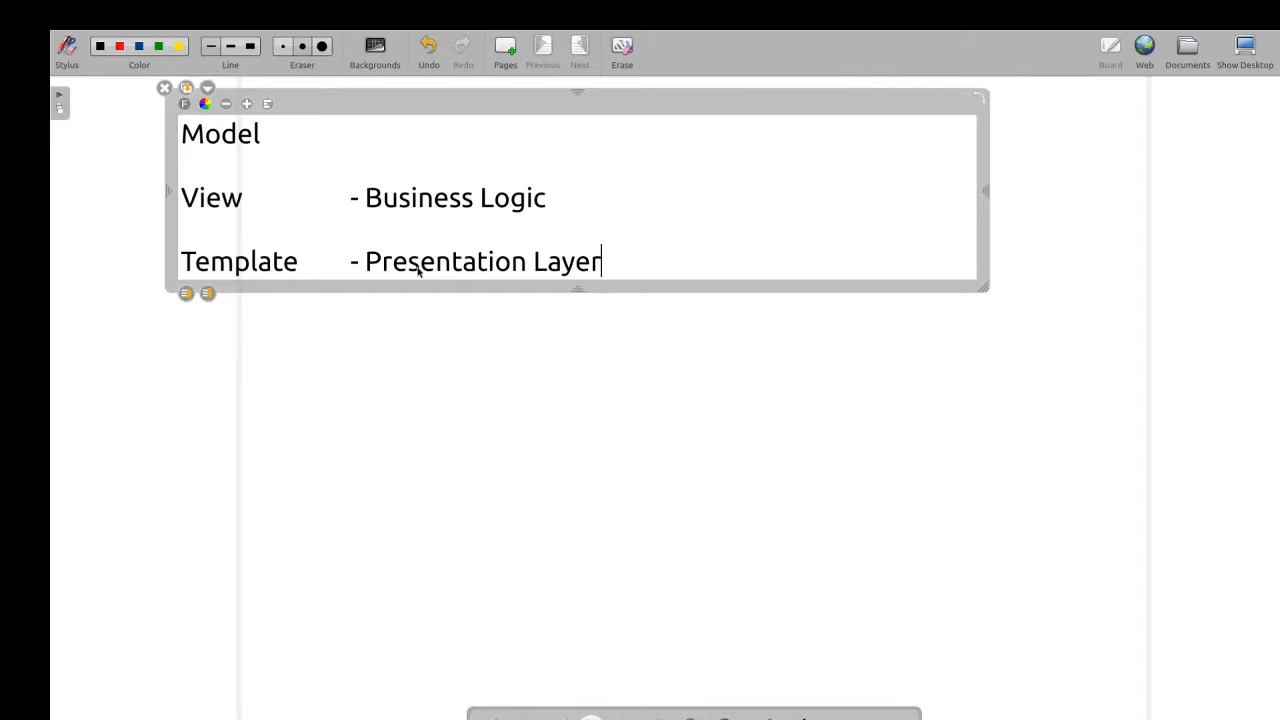 Stylus
Color
Line
Eraser
Backgrounds
Undo
Redo
Pages
Previous
Next
Erase
Board
Web
Documents
Show Desktop
F
Model
View - Business Logic
Template - Presentation Layer